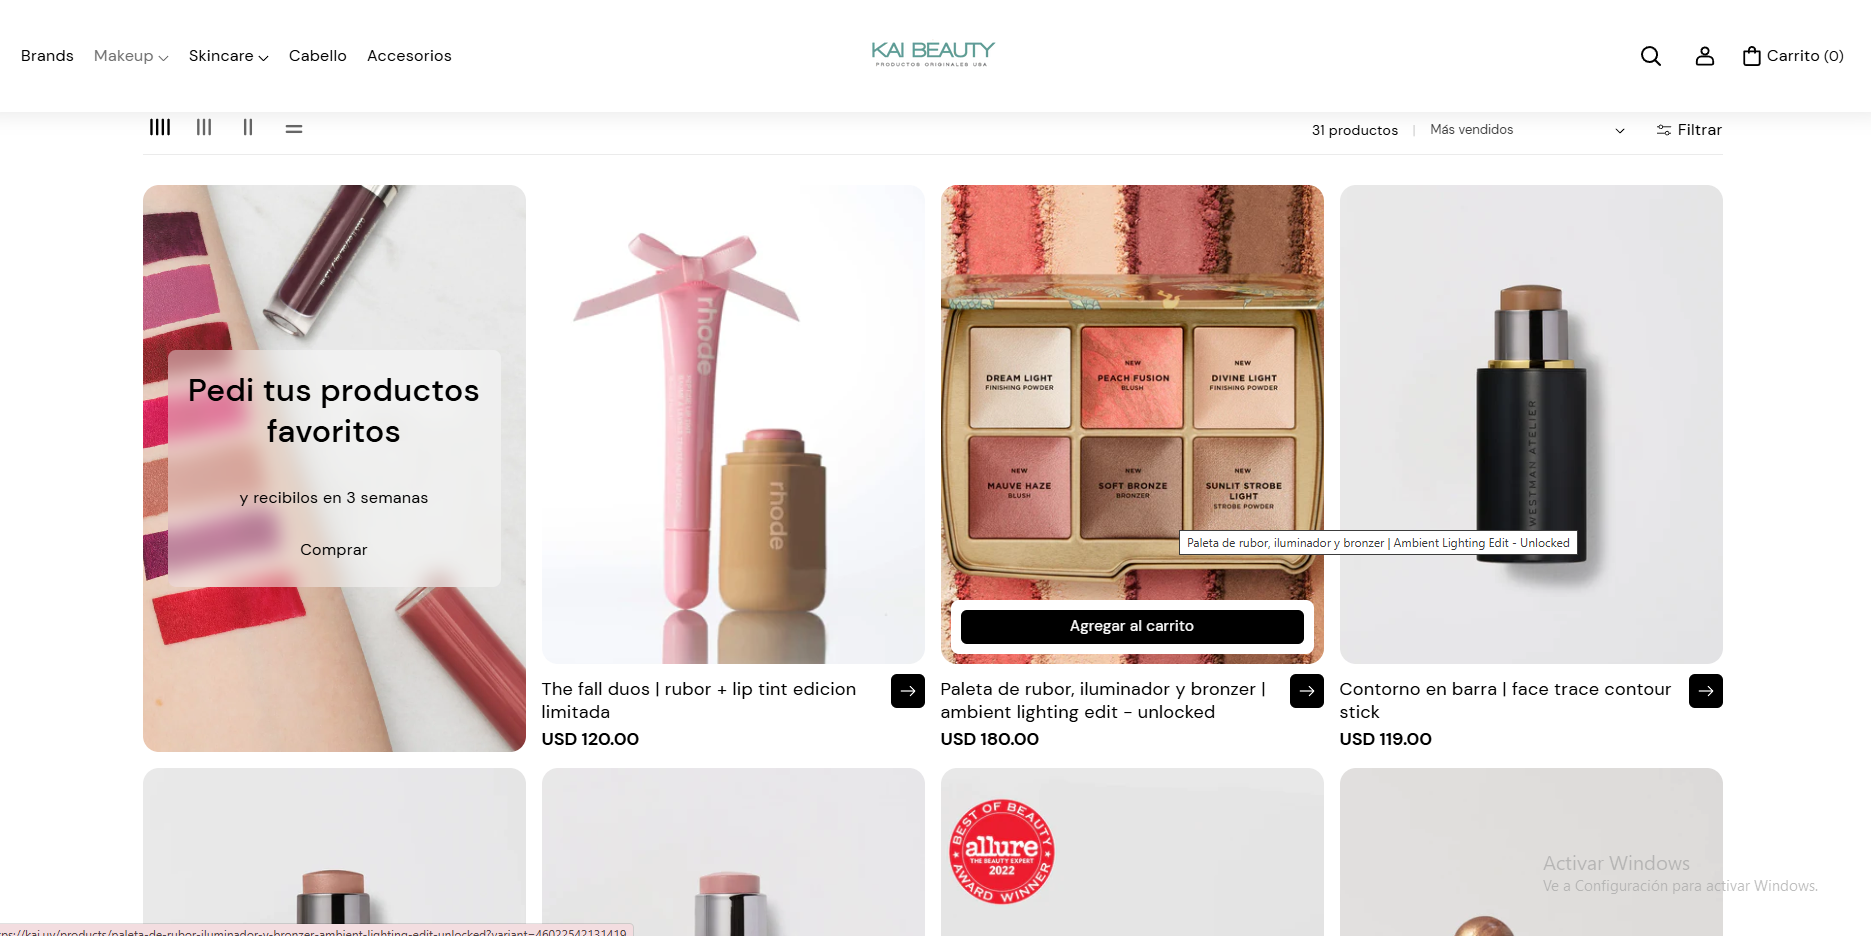 Brands
Makeup
Skincare
Cabello
Accesorios
KAI BEAUTY
PRODUCTOS ORIGINALES USA
Carrito (0)
31 productos
Más vendidos
Filtrar
Pedi tus productos
favoritos
y recibilos en 3 semanas
Comprar
rhode
rhode
DREAM LIGHT
FINISHING POWDER
NEW
PEACH FUSION
BLUSH
NEW
DIVINE LIGHT
FINISHING POWDER
NEW
MAUVE HAZE
BLUSH
NEW
SOFT BRONZE
BRONZER
NEW
SUNLIT STROBE
LIGHT
STROBE POWDER
WESTMAN ATELIER
Paleta de rubor, iluminador y bronzer | Ambient Lighting Edit - Unlocked
Agregar al carrito
The fall duos | rubor + lip tint edicion
limitada
USD 120.00
Paleta de rubor, iluminador y bronzer |
ambient lighting edit - unlocked
USD 180.00
Contorno en barra | face trace contour
stick
USD 119.00
BEST OF BEAUTY
allure
THE BEAUTY EXPERT
2022
AWARD WINNER
Activar Windows
Ve a Configuración para activar Windows.
ps://kai.uy/products/paleta-de-rubor-iluminador-y-bronzer-ambient-lighting-edit-unlocked?variant=46022542131419